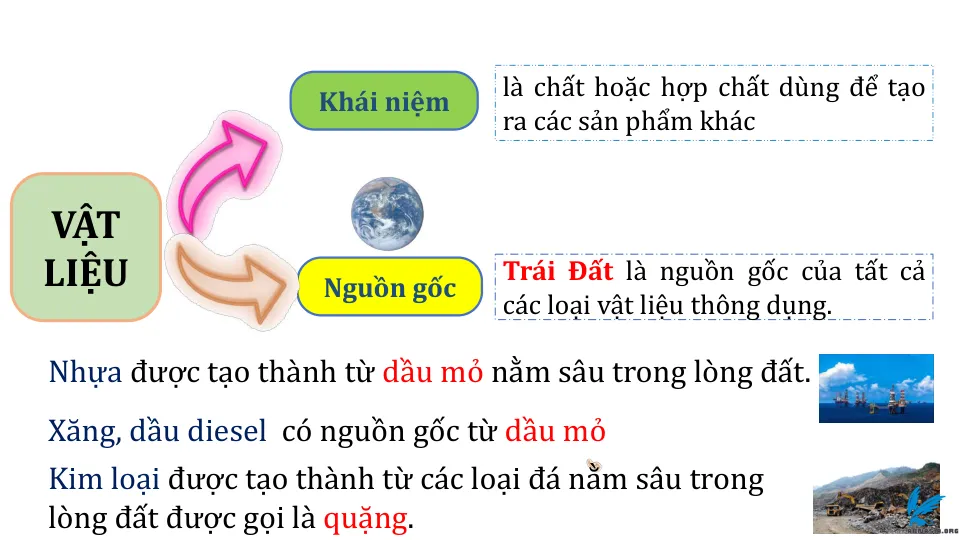 Khái niệm
là chất hoặc hợp chất dùng để tạo
ra các sản phẩm khác
VẬT
LIỆU
Nguồn gốc
Trái Đất là nguồn gốc của tất cả
các loại vật liệu thông dụng.
Nhựa được tạo thành từ dầu mỏ nằm sâu trong lòng đất.
Xăng, dầu diesel có nguồn gốc từ dầu mỏ
Kim loại được tạo thành từ các loại đá nằm sâu trong
lòng đất được gọi là quặng.